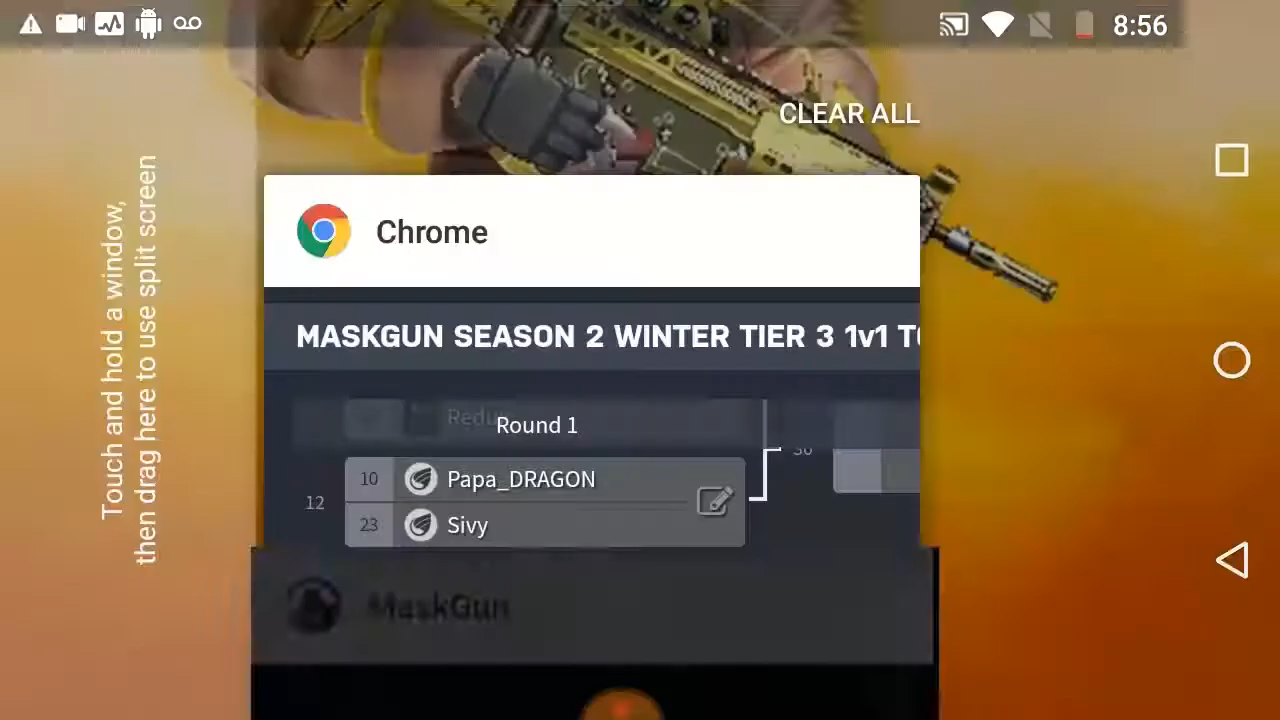 8:56
CLEAR ALL
Touch and hold a window,
then drag here to use split screen
Chrome
MASKGUN SEASON 2 WINTER TIER 3 1v1
Round 1
10 Papa_DRAGON
12
23 Sivy
MaskGun